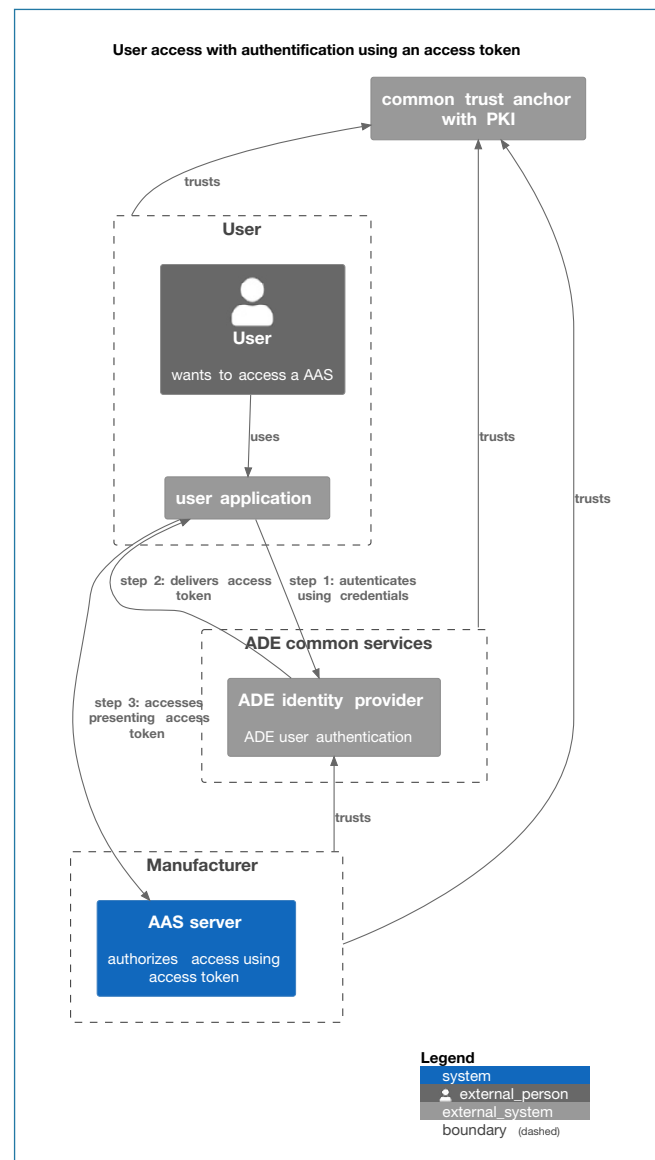 User access with authentification using an access token
common trust anchor
with PKI
trusts
User
User
wants to access a AAS
uses
trusts
trusts
user application
step 2: delivers access
token
step 1: autenticates
using credentials
ADE common services
ADE identity provider
ADE user authentication
step 3: accesses
presenting access
token
trusts
Manufacturer
AAS server
authorizes access using
access token
Legend
system
external_person
external_system
boundary (dashed)